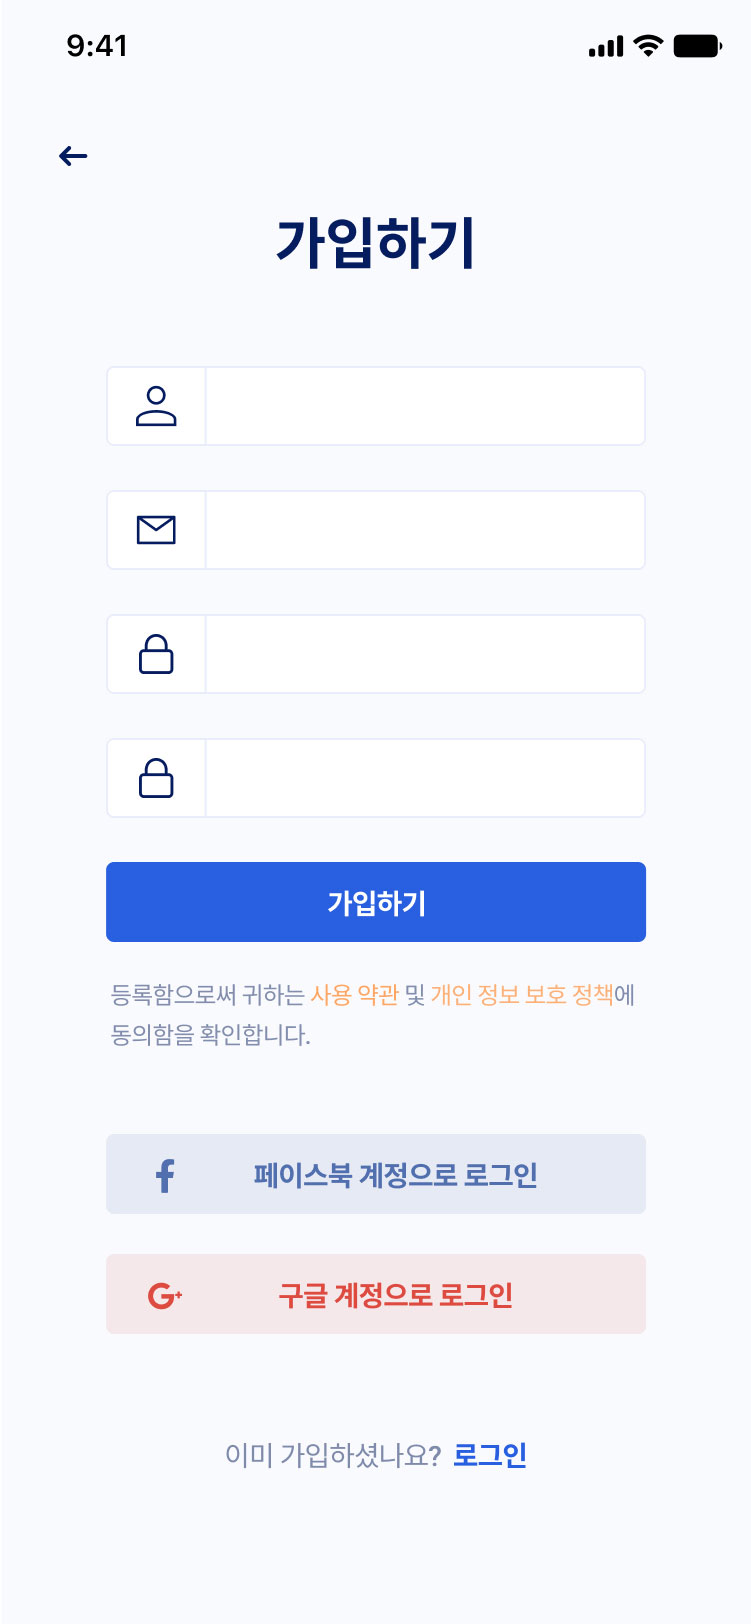 9:41
가입하기
가입하기
등록함으로써 귀하는 사용 약관 및 개인 정보 보호 정책에
동의함을 확인합니다.
페이스북 계정으로 로그인
구글 계정으로 로그인
이미 가입하셨나요? 로그인